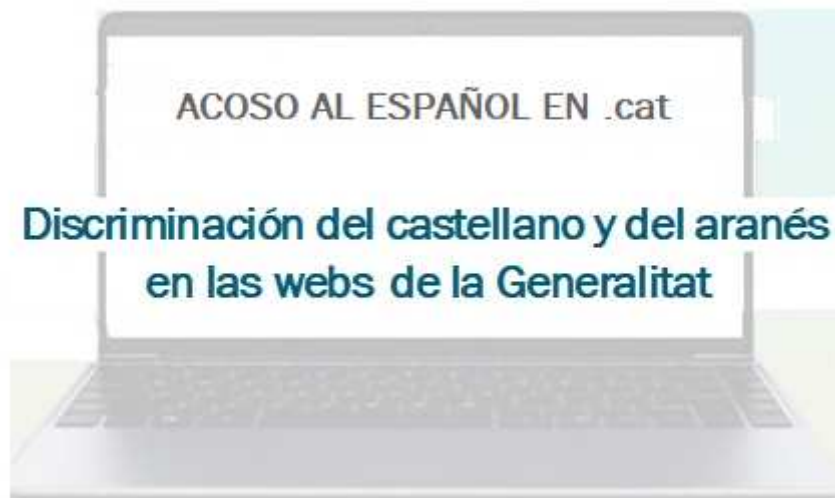 ACOSO AL ESPAÑOL EN .cat
Discriminación del castellano y del aranés
en las webs de la Generalitat